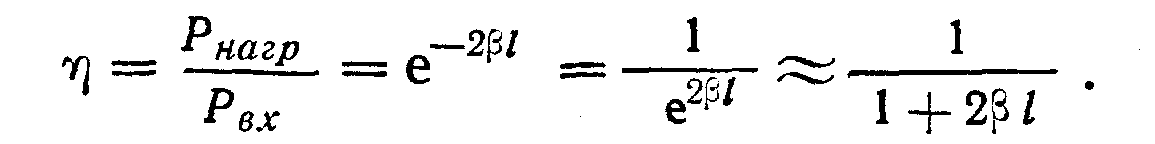 η = P_нагр / P_вх = e^−2βl = 1 / e^2βl ≈ 1 / 1 + 2βl .